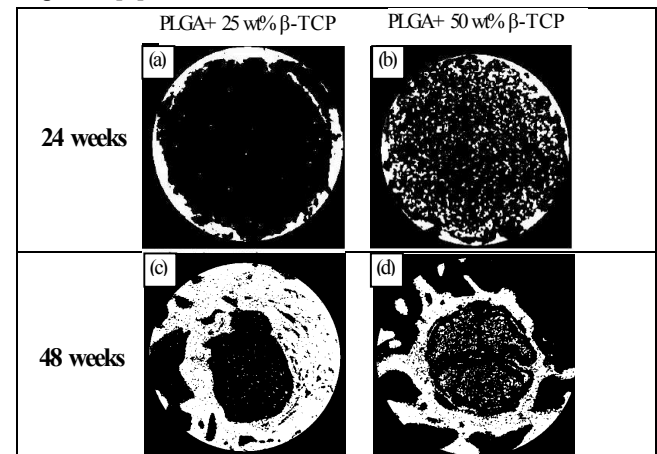 PLGA+ 25 wt% β-TCP PLGA+ 50 wt% β-TCP
(a) (b)
24 weeks
(c) (d)
48 weeks